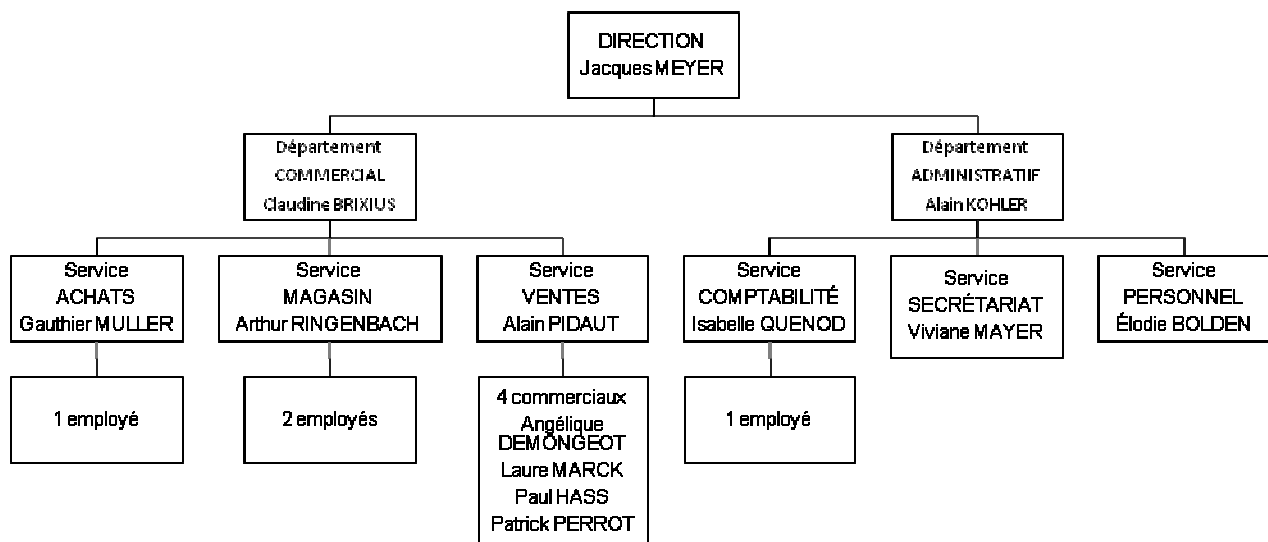 DIRECTION
Jacques MEYER
Département
COMMERCIAL
Claudine BRIXIUS
Département
ADMINISTRATIF
Alain KOHLER
Service
ACHATS
Gauthier MULLER
Service
MAGASIN
Arthur RINGENBACH
Service
VENTES
Alain PIDAUT
Service
COMPTABILITÉ
Isabelle QUENOD
Service
SECRÉTARIAT
Viviane MAYER
Service
PERSONNEL
Élodie BOLDEN
1 employé
2 employés
4 commerciaux
Angélique
DEMONGEOT
Laure MARCK
Paul HASS
Patrick PERROT
1 employé